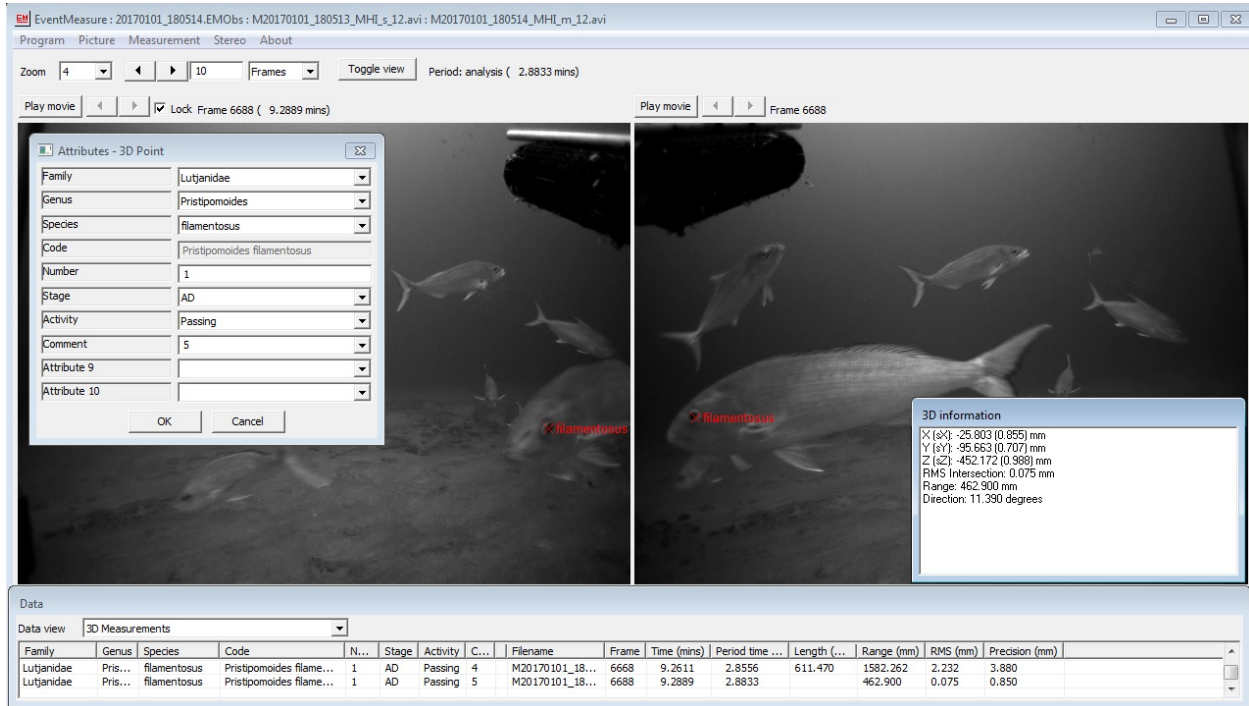 EventMeasure : 20170101_180514.EMObs : M20170101_180513_MHI_s_12.avi : M20170101_180514_MHI_m_12.avi
Program Picture Measurement Stereo About
Zoom 4 10 Frames Toggle view Period: analysis ( 2.8833 mins)
Play movie Lock Frame 6688 ( 9.2889 mins)
Play movie Frame 6688
Attributes - 3D Point
Family Lutjanidae
Genus Pristipomoides
Species filamentosus
Code Pristipomoides filamentosus
Number 1
Stage AD
Activity Passing
Comment 5
Attribute 9
Attribute 10
OK Cancel
filamentosus
filamentosus
3D information
X (sX): -25.803 (0.855) mm
Y (sY): -95.663 (0.707) mm
Z (sZ): -452.172 (0.988) mm
RMS Intersection: 0.075 mm
Range: 462.900 mm
Direction: 11.390 degrees
Data
Data view 3D Measurements
Family Genus Species Code N... Stage Activity C... Filename Frame Time (mins) Period time ... Length (... Range (mm) RMS (mm) Precision (mm)
Lutjanidae Pris... filamentosus Pristipomoides filame... 1 AD Passing 4 M20170101_18... 6668 9.2611 2.8556 611.470 1582.262 2.232 3.880
Lutjanidae Pris... filamentosus Pristipomoides filame... 1 AD Passing 5 M20170101_18... 6688 9.2889 2.8833 462.900 0.075 0.850